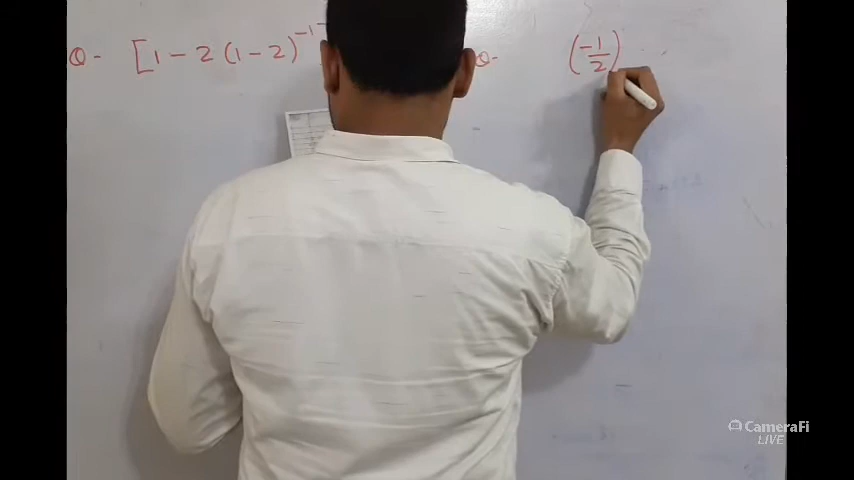 Q- [1-2(1-2)⁻¹
Q- (-1/2)
CameraFi
LIVE